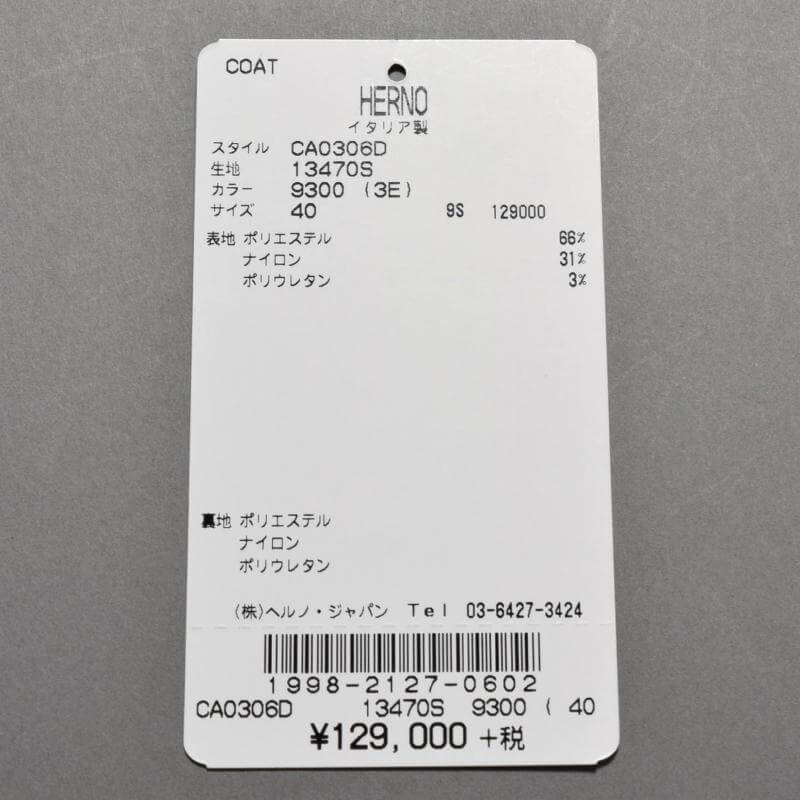 COAT
HERNO
イタリア製
スタイル CA0306D
生地 13470S
カラー 9300 (3E)
サイズ 40 9S 129000
表地 ポリエステル 66%
ナイロン 31%
ポリウレタン 3%
裏地 ポリエステル
ナイロン
ポリウレタン
(株)ヘルノ・ジャパン Tel 03-6427-3424
1998-2127-0602
CA0306D 13470S 9300 ( 40
¥129,000 +税